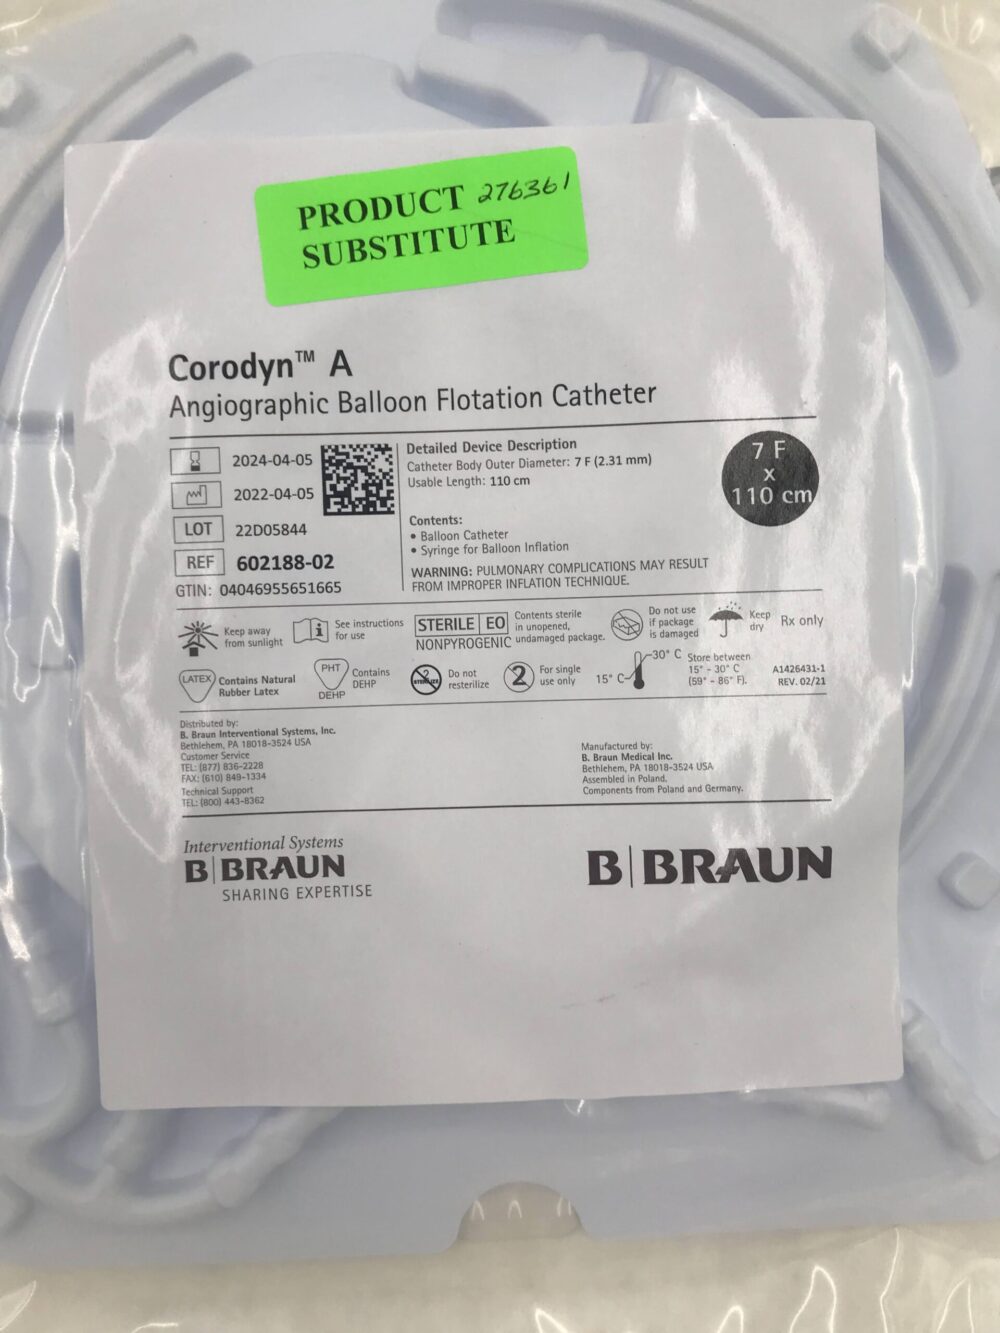 PRODUCT 276361
SUBSTITUTE
Corodyn™ A
Angiographic Balloon Flotation Catheter
2024-04-05
2022-04-05
LOT 22D05844
REF 602188-02
GTIN: 04046955651665
Detailed Device Description
Catheter Body Outer Diameter: 7 F (2.31 mm)
Usable Length: 110 cm
Contents:
• Balloon Catheter
• Syringe for Balloon Inflation
WARNING: PULMONARY COMPLICATIONS MAY RESULT
FROM IMPROPER INFLATION TECHNIQUE.
7 F
x
110 cm
Keep away
from sunlight
See instructions
for use
STERILE EO
NONPYROGENIC
Contents sterile
in unopened,
undamaged package.
Do not use
if package
is damaged
Keep
dry
Rx only
LATEX
Contains Natural
Rubber Latex
PHT
DEHP
Contains
DEHP
2
STERILIZE
Do not
resterilize
2
For single
use only
15° C
30° C
Store between
15° - 30° C
(59° - 86° F).
A1426431-1
REV. 02/21
Distributed by:
B. Braun Interventional Systems, Inc.
Bethlehem, PA 18018-3524 USA
Customer Service
TEL: (877) 836-2228
FAX: (610) 849-1334
Technical Support
TEL: (800) 443-8362
Manufactured by:
B. Braun Medical Inc.
Bethlehem, PA 18018-3524 USA
Assembled in Poland.
Components from Poland and Germany.
Interventional Systems
B|BRAUN
SHARING EXPERTISE
B|BRAUN